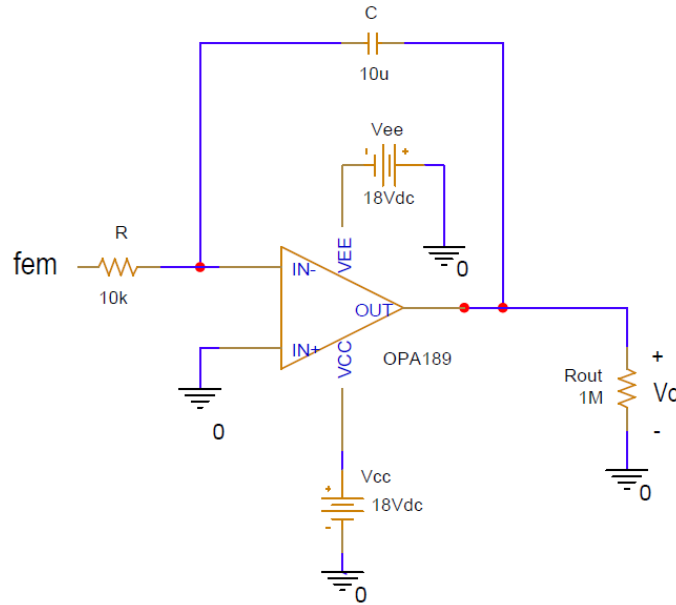 C
10u
Vee
- +
18Vdc
0
R
fem
10k
IN-
VEE
OUT
IN+
VCC
OPA189
0
Rout
1M
+
Vo
-
0
Vcc
+
18Vdc
-
0